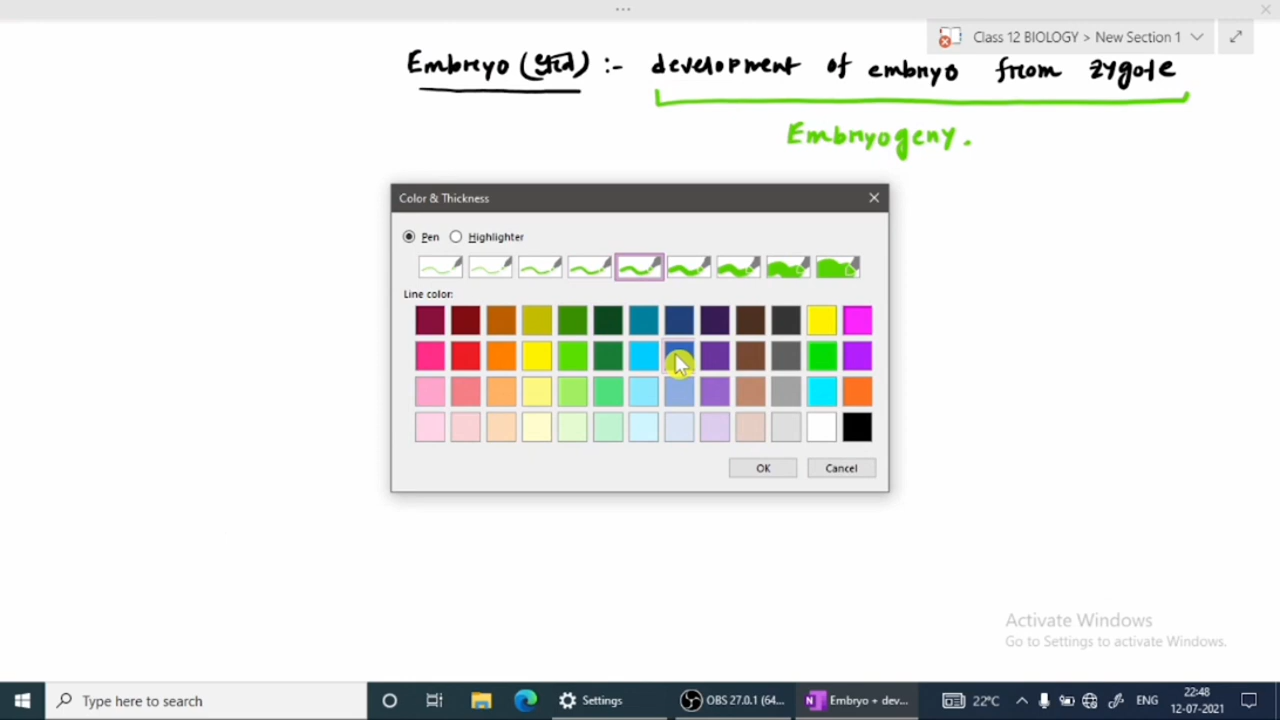 Class 12 BIOLOGY > New Section 1
Embryo ( ) :- development of embryo from zygote
Embryogeny.
Color & Thickness
Pen
Highlighter
Line color:
OK
Cancel
Activate Windows
Go to Settings to activate Windows.
Type here to search
Settings
OBS 27.0.1 (64...
Embryo + dev...
22°C
ENG
22:48
12-07-2021